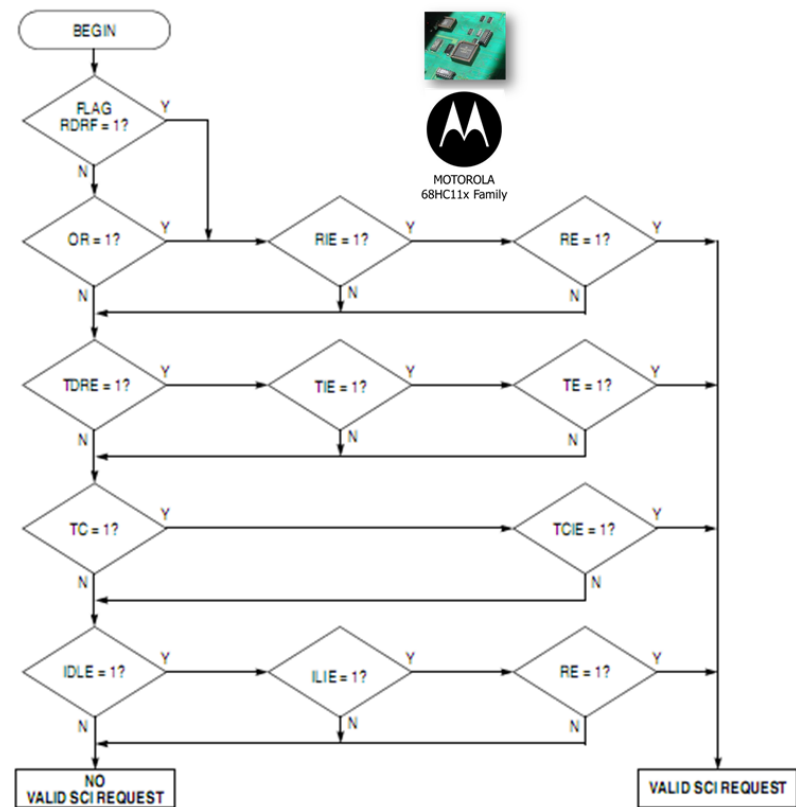 BEGIN
FLAG
RDRF = 1?
Y
N
MOTOROLA
68HC11x Family
OR = 1?
Y
RIE = 1?
Y
RE = 1?
Y
N
N
N
TDRE = 1?
Y
TIE = 1?
Y
TE = 1?
Y
N
N
N
TC = 1?
Y
TCIE = 1?
Y
N
N
IDLE = 1?
Y
ILIE = 1?
Y
RE = 1?
Y
N
N
N
NO
VALID SCI REQUEST
VALID SCI REQUEST